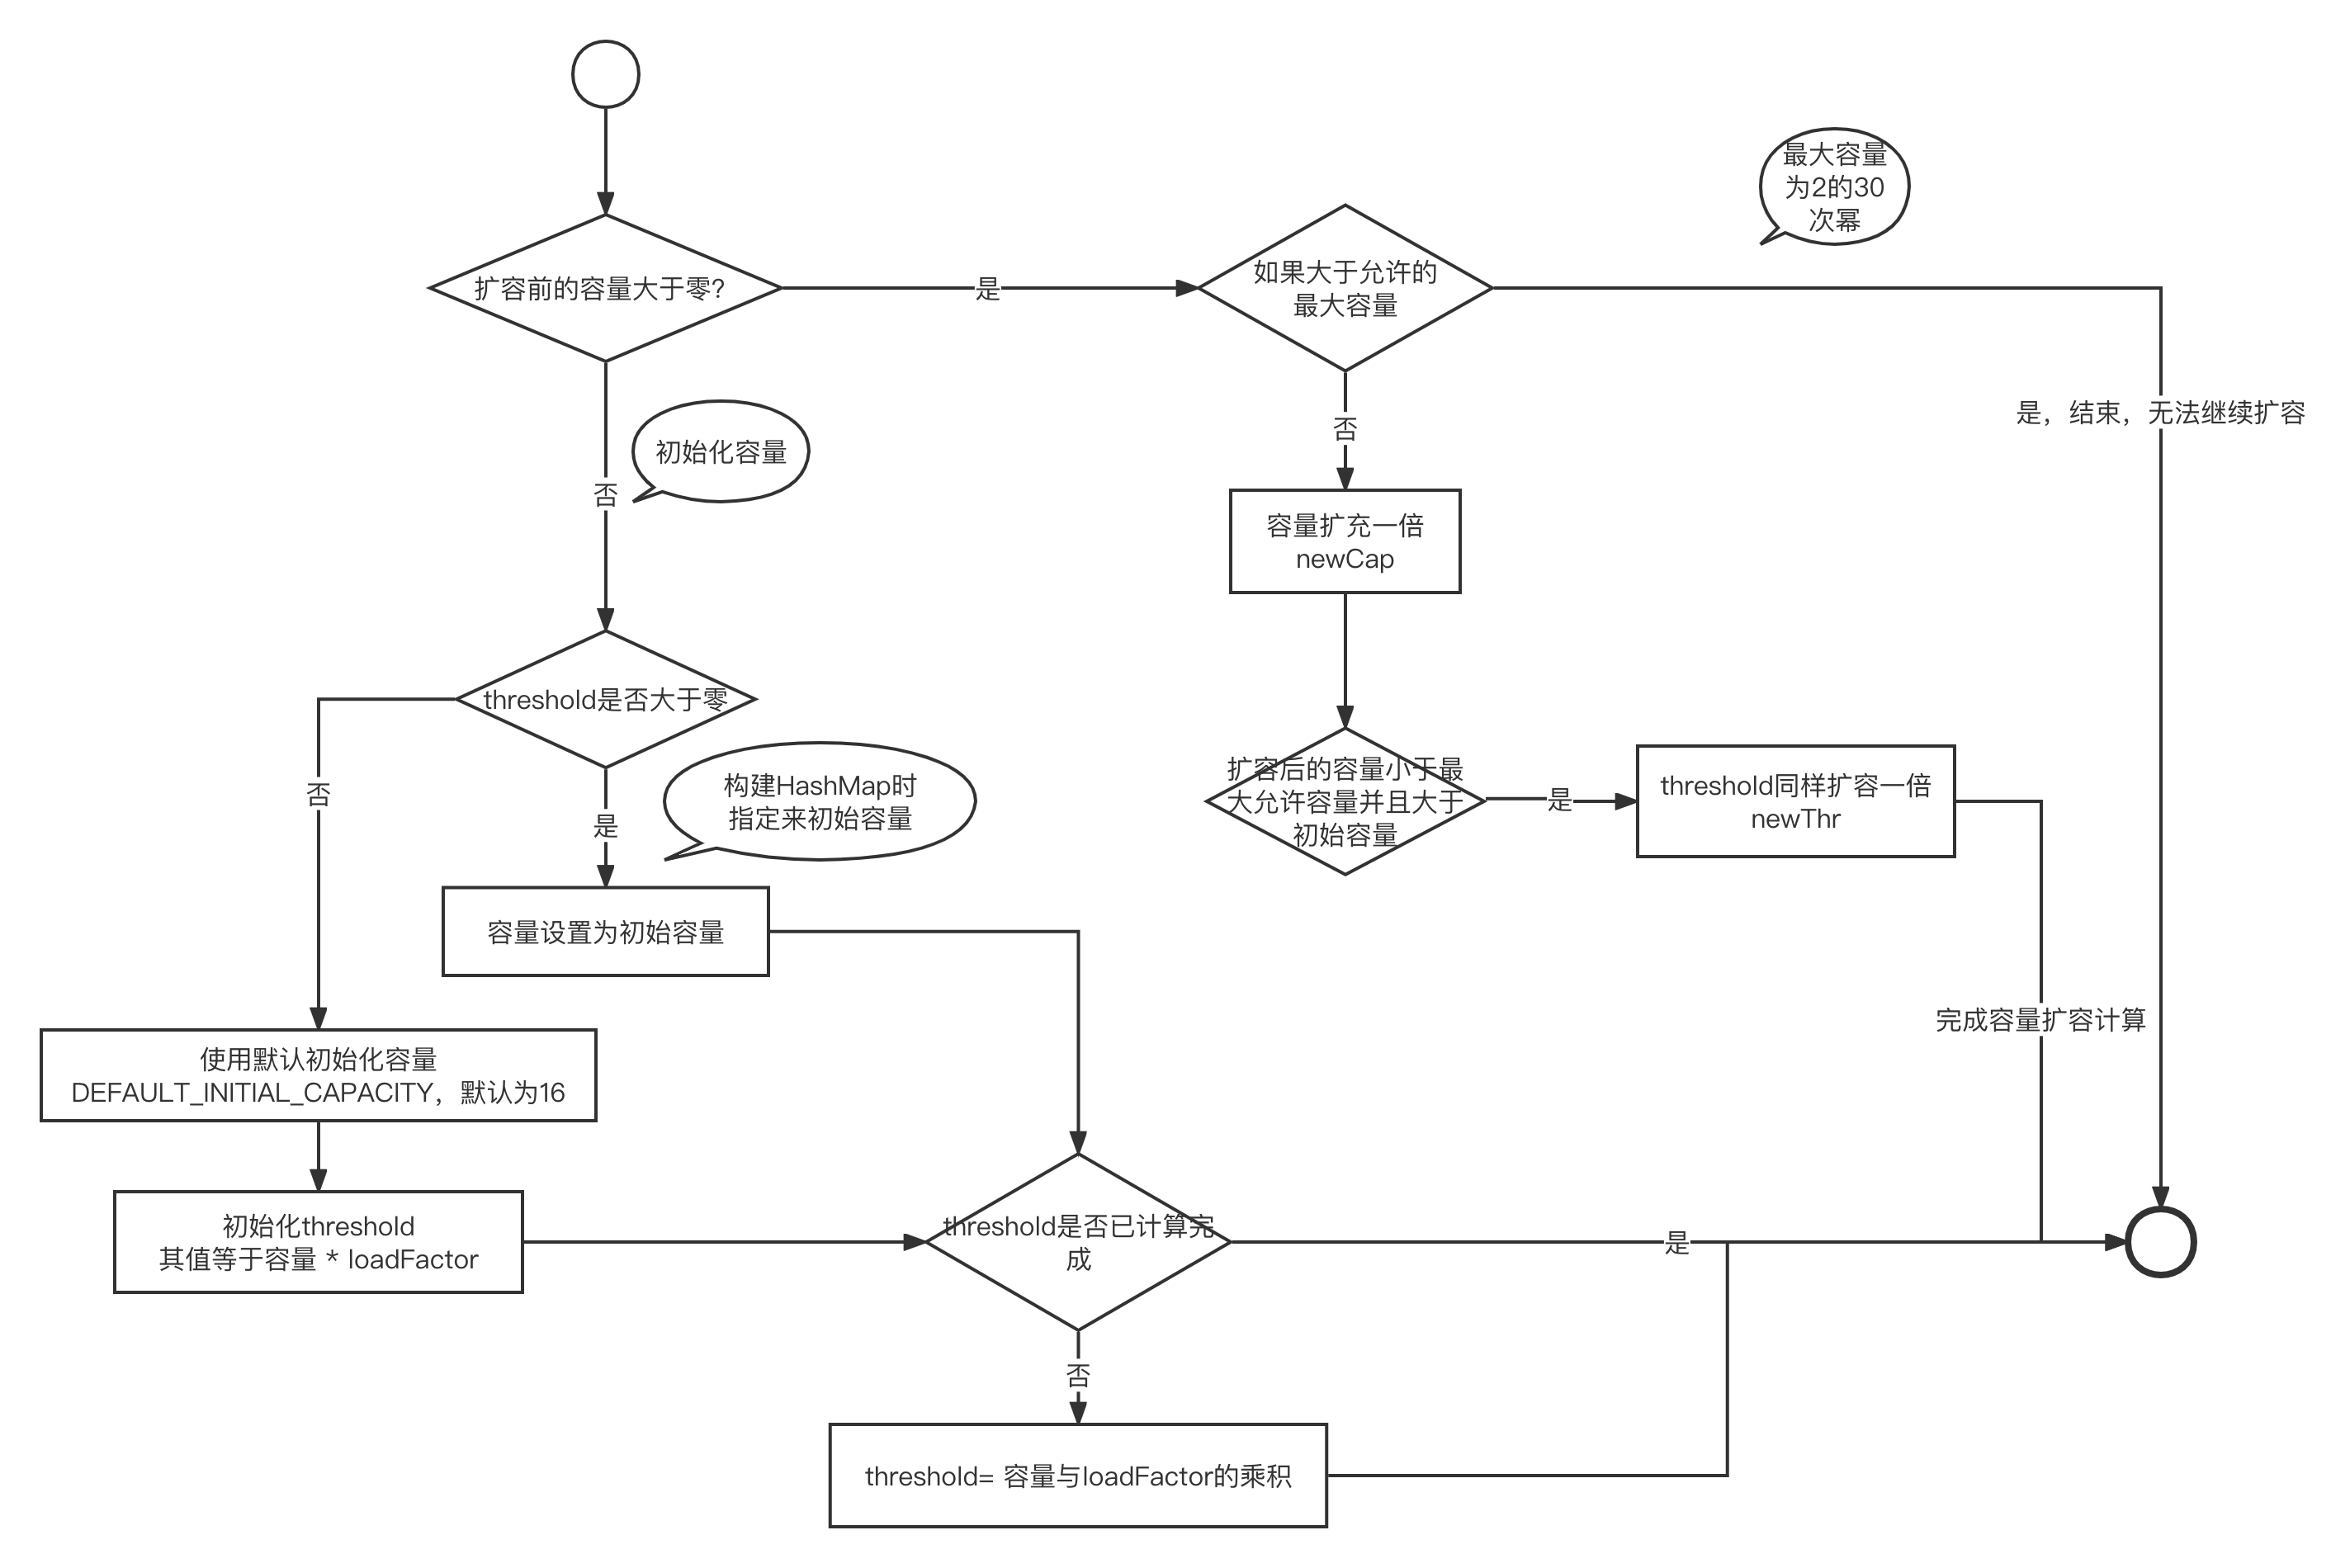 最大容量
为2的30
次幂
扩容前的容量大于零?
是
如果大于允许的
最大容量
是，结束，无法继续扩容
否
初始化容量
否
容量扩充一倍
newCap
threshold是否大于零
否
是
构建HashMap时
指定来初始容量
扩容后的容量小于最
大允许容量并且大于
初始容量
是
threshold同样扩容一倍
newThr
容量设置为初始容量
完成容量扩容计算
使用默认初始化容量
DEFAULT_INITIAL_CAPACITY，默认为16
初始化threshold
其值等于容量 * loadFactor
threshold是否已计算完
成
是
否
threshold= 容量与loadFactor的乘积